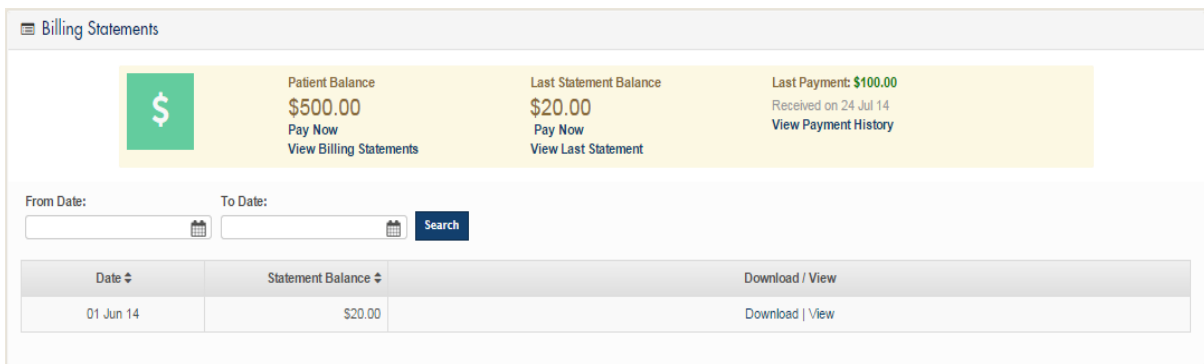 Billing Statements
$
Patient Balance
$500.00
Pay Now
View Billing Statements
Last Statement Balance
$20.00
Pay Now
View Last Statement
Last Payment: $100.00
Received on 24 Jul 14
View Payment History
From Date:
To Date:
Search
Date Statement Balance Download / View
01 Jun 14 $20.00 Download | View